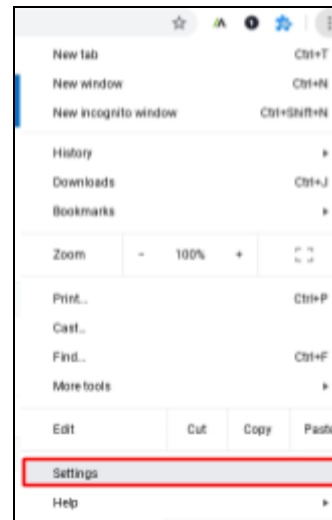 New tab Ctrl+T
New window Ctrl+N
New incognito window Ctrl+Shift+N
History
Downloads Ctrl+J
Bookmarks
Zoom - 100% +
Print... Ctrl+P
Cast...
Find... Ctrl+F
More tools
Edit Cut Copy Paste
Settings
Help